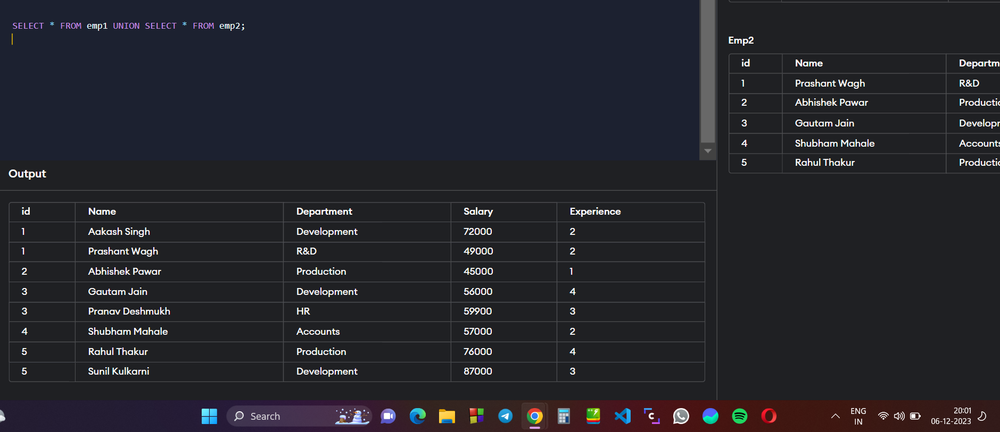 SELECT * FROM emp1 UNION SELECT * FROM emp2;
Output
id Name Department Salary Experience
1 Aakash Singh Development 72000 2
1 Prashant Wagh R&D 49000 2
2 Abhishek Pawar Production 45000 1
3 Gautam Jain Development 56000 4
3 Pranav Deshmukh HR 59900 3
4 Shubham Mahale Accounts 57000 2
5 Rahul Thakur Production 76000 4
5 Sunil Kulkarni Development 87000 3
Emp2
id Name Departm
1 Prashant Wagh R&D
2 Abhishek Pawar Producti
3 Gautam Jain Develop
4 Shubham Mahale Accounts
5 Rahul Thakur Producti
Search
ENG
IN
20:01
06-12-2023